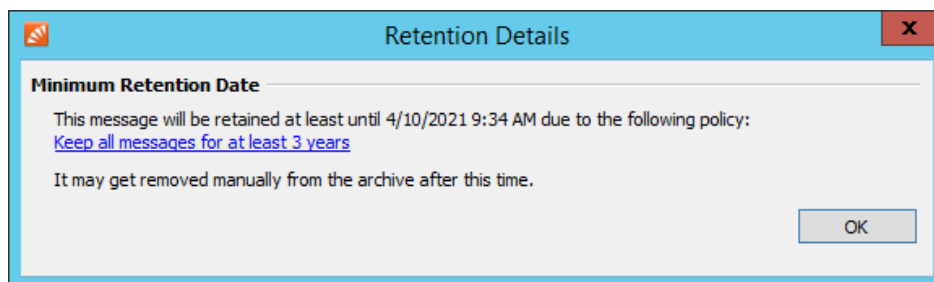 Retention Details
x
Minimum Retention Date
This message will be retained at least until 4/10/2021 9:34 AM due to the following policy:
Keep all messages for at least 3 years
It may get removed manually from the archive after this time.
OK